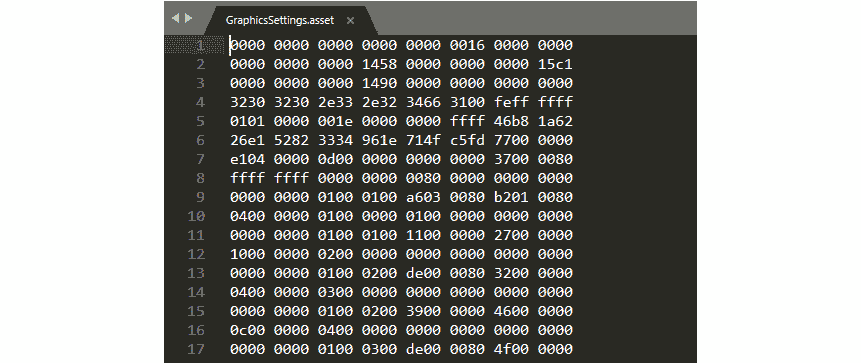 GraphicsSettings.asset ×
1 0000 0000 0000 0000 0000 0016 0000 0000
2 0000 0000 0000 1458 0000 0000 0000 15c1
3 0000 0000 0000 1490 0000 0000 0000 0000
4 3230 3230 2e33 2e32 3466 3100 feff ffff
5 0101 0000 001e 0000 0000 ffff 46b8 1a62
6 26e1 5282 3334 961e 714f c5fd 7700 0000
7 e104 0000 0d00 0000 0000 0000 3700 0080
8 ffff ffff 0000 0000 0080 0000 0000 0000
9 0000 0000 0100 0100 a603 0080 b201 0080
10 0400 0000 0100 0000 0100 0000 0000 0000
11 0000 0000 0100 0100 1100 0000 2700 0000
12 1000 0000 0200 0000 0000 0000 0000 0000
13 0000 0000 0100 0200 de00 0080 3200 0000
14 0400 0000 0300 0000 0000 0000 0000 0000
15 0000 0000 0100 0200 3900 0000 4600 0000
16 0c00 0000 0400 0000 0000 0000 0000 0000
17 0000 0000 0100 0300 de00 0080 4f00 0000